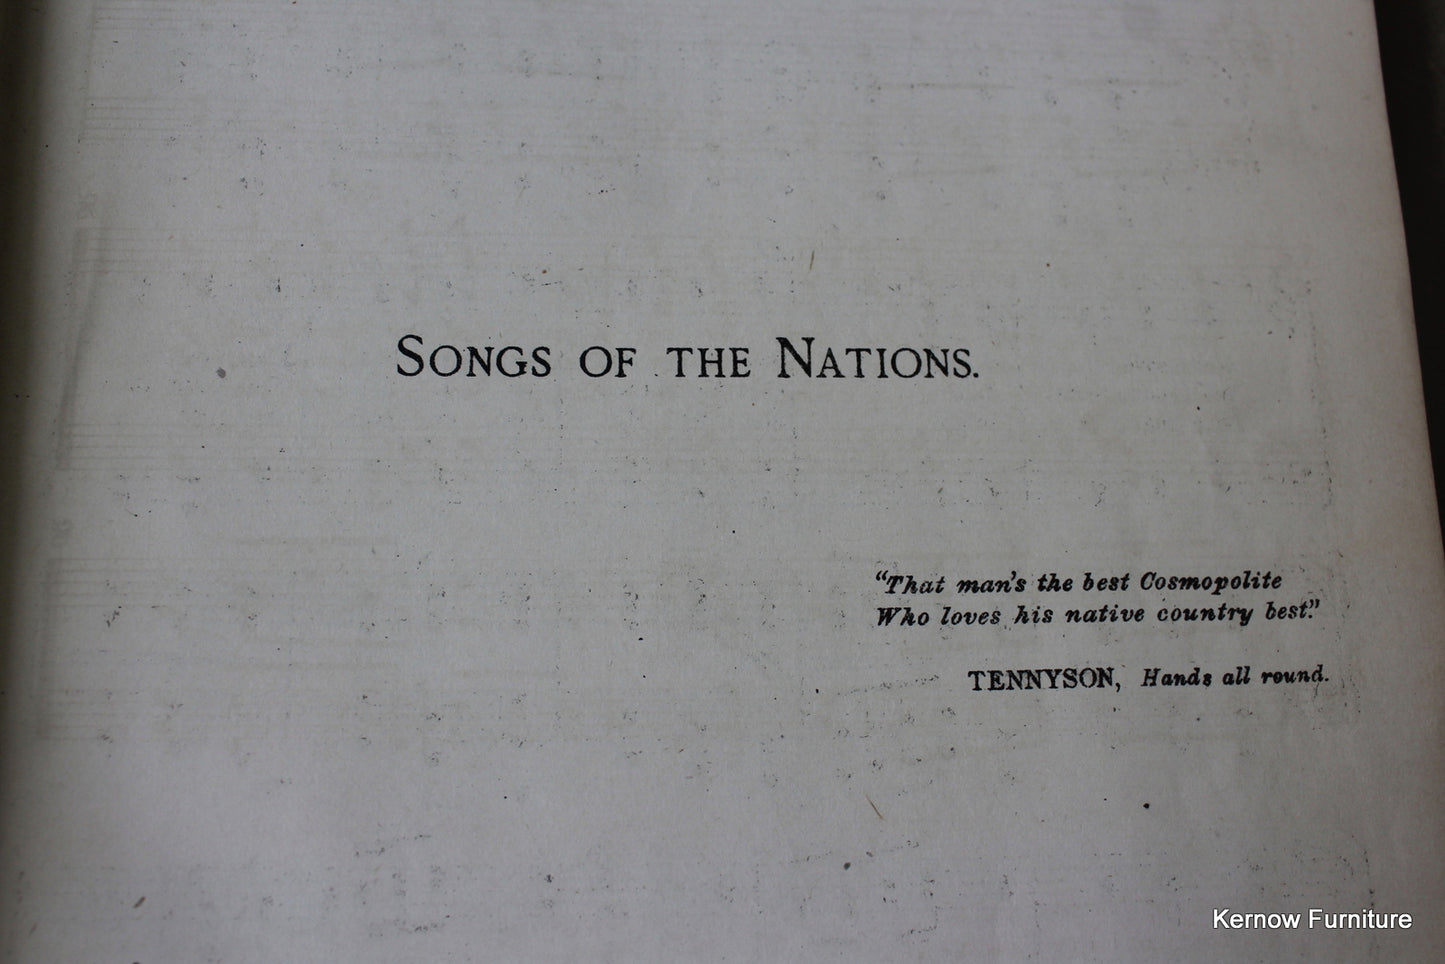 SONGS OF THE NATIONS.
"That man's the best Cosmopolite
Who loves his native country best."
TENNYSON, Hands all round.
Kernow Furniture